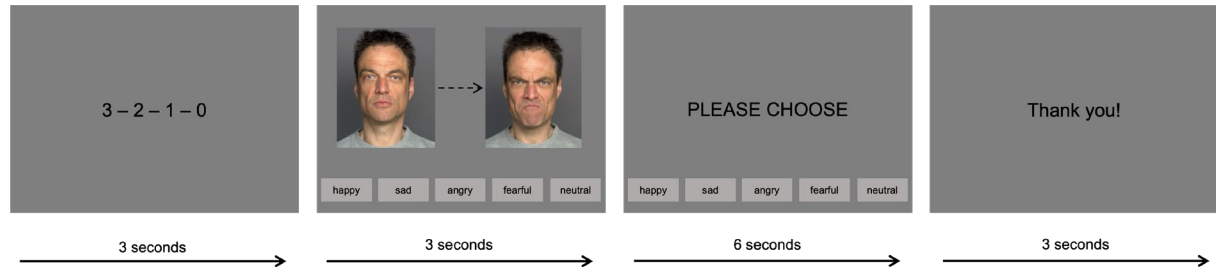 3 – 2 – 1 – 0
happy sad angry fearful neutral
PLEASE CHOOSE
happy sad angry fearful neutral
Thank you!
3 seconds
3 seconds
6 seconds
3 seconds